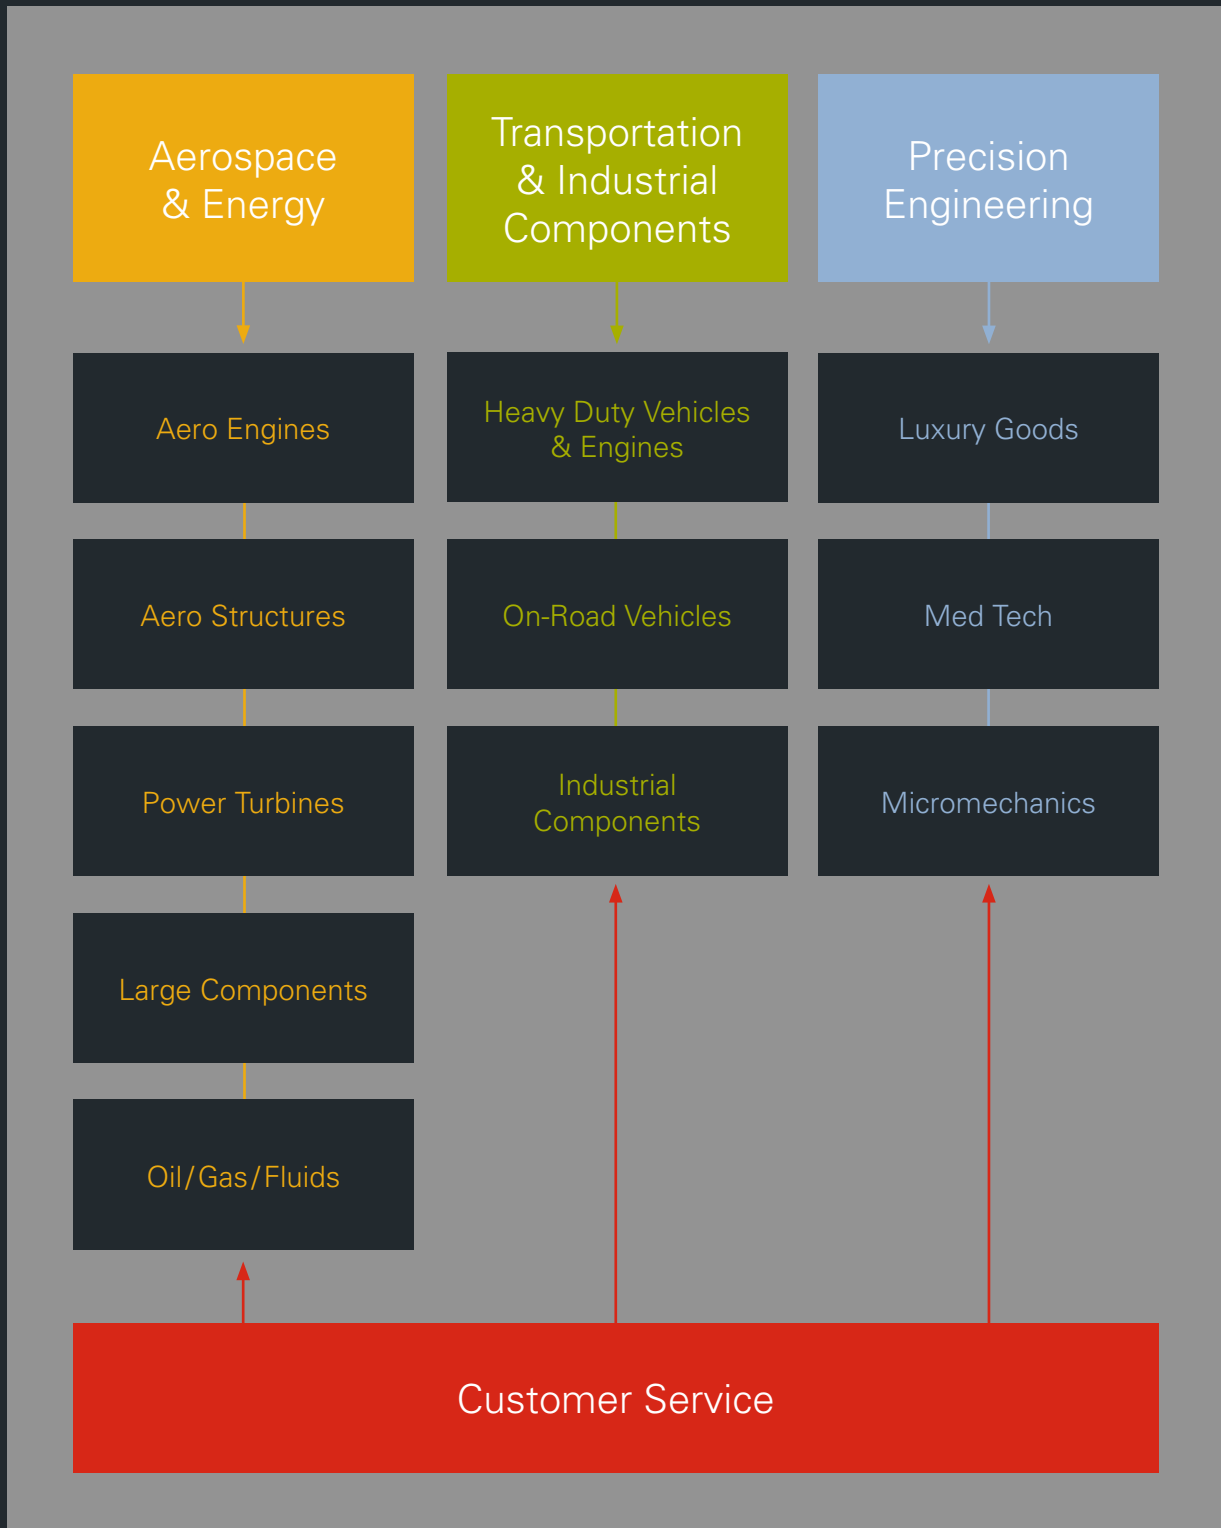 Aerospace
& Energy
Transportation
& Industrial
Components
Precision
Engineering
Aero Engines
Heavy Duty Vehicles
& Engines
Luxury Goods
Aero Structures
On-Road Vehicles
Med Tech
Power Turbines
Industrial
Components
Micromechanics
Large Components
Oil/Gas/Fluids
Customer Service